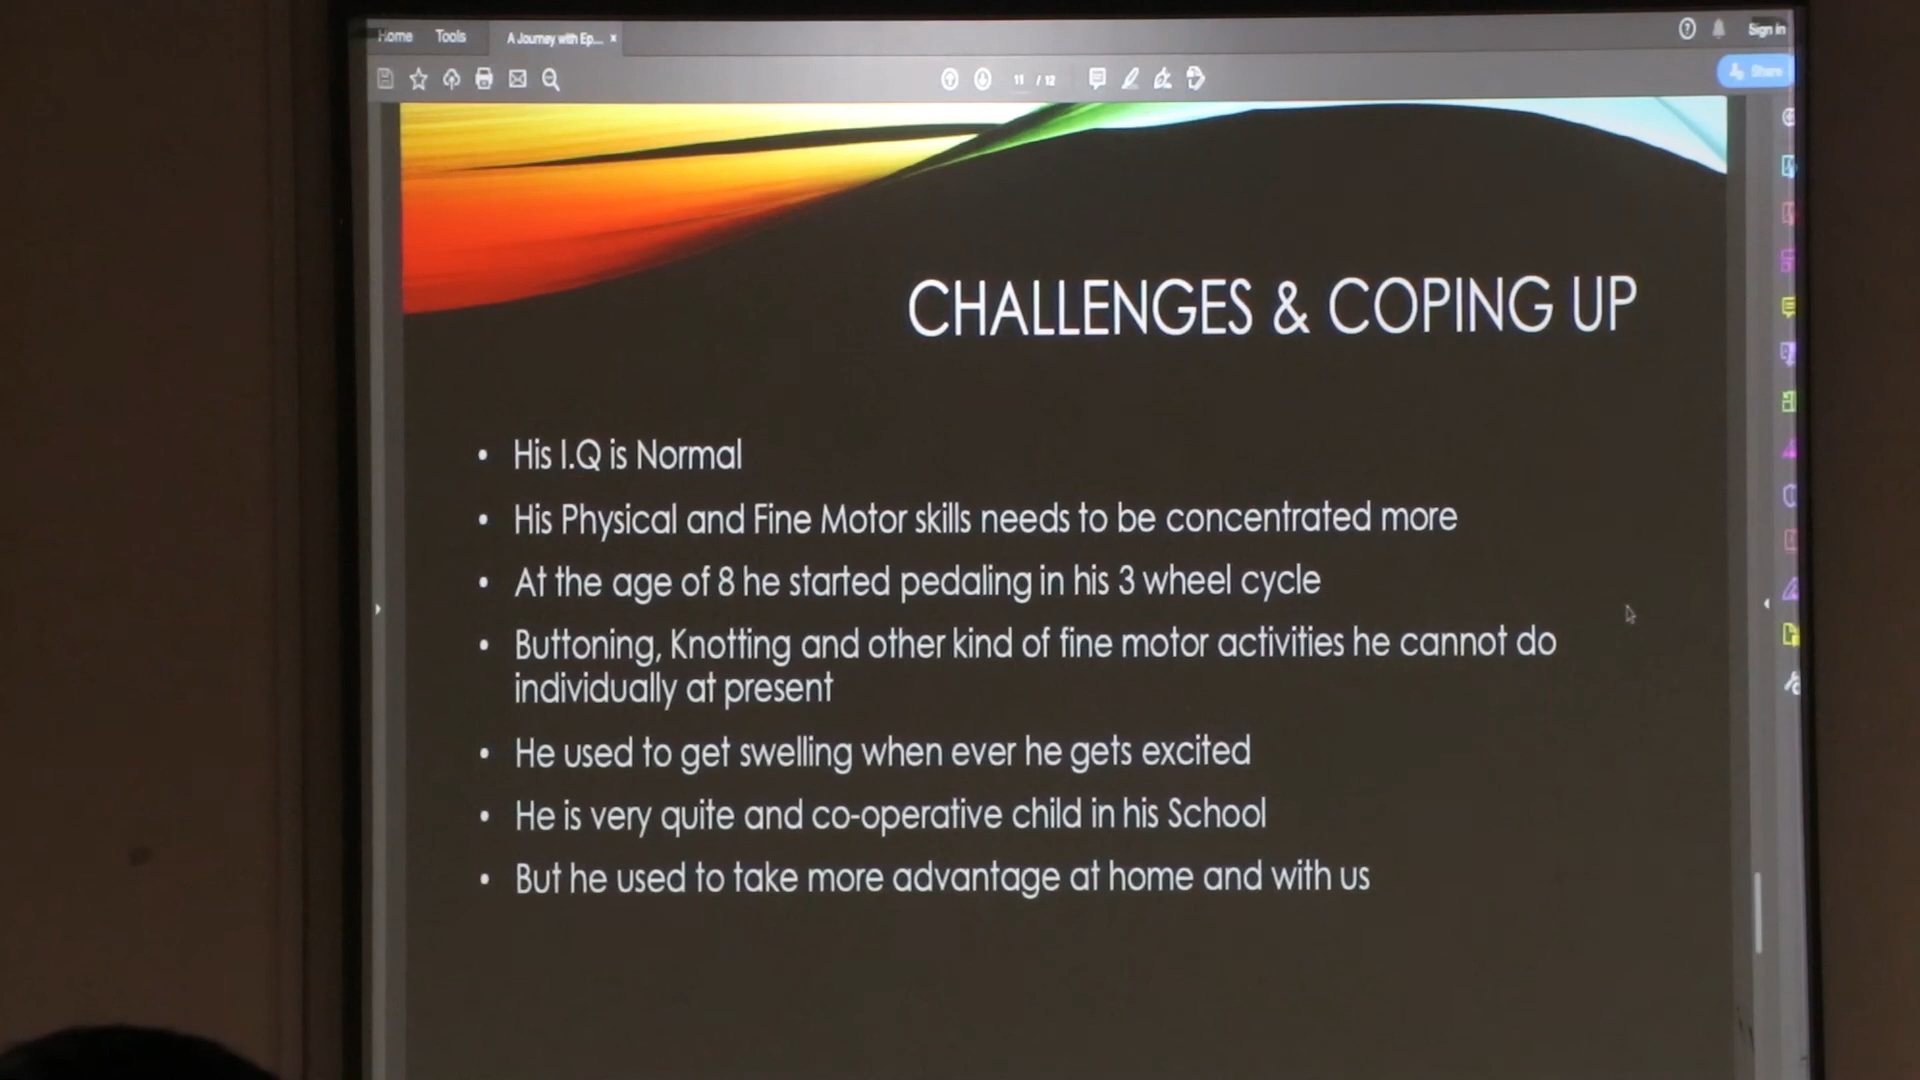 Home Tools A Journey with Ep... × Sign in
11 / 12 Share
CHALLENGES & COPING UP
• His I.Q is Normal
• His Physical and Fine Motor skills needs to be concentrated more
• At the age of 8 he started pedaling in his 3 wheel cycle
• Buttoning, Knotting and other kind of fine motor activities he cannot do
individually at present
• He used to get swelling when ever he gets excited
• He is very quite and co-operative child in his School
• But he used to take more advantage at home and with us